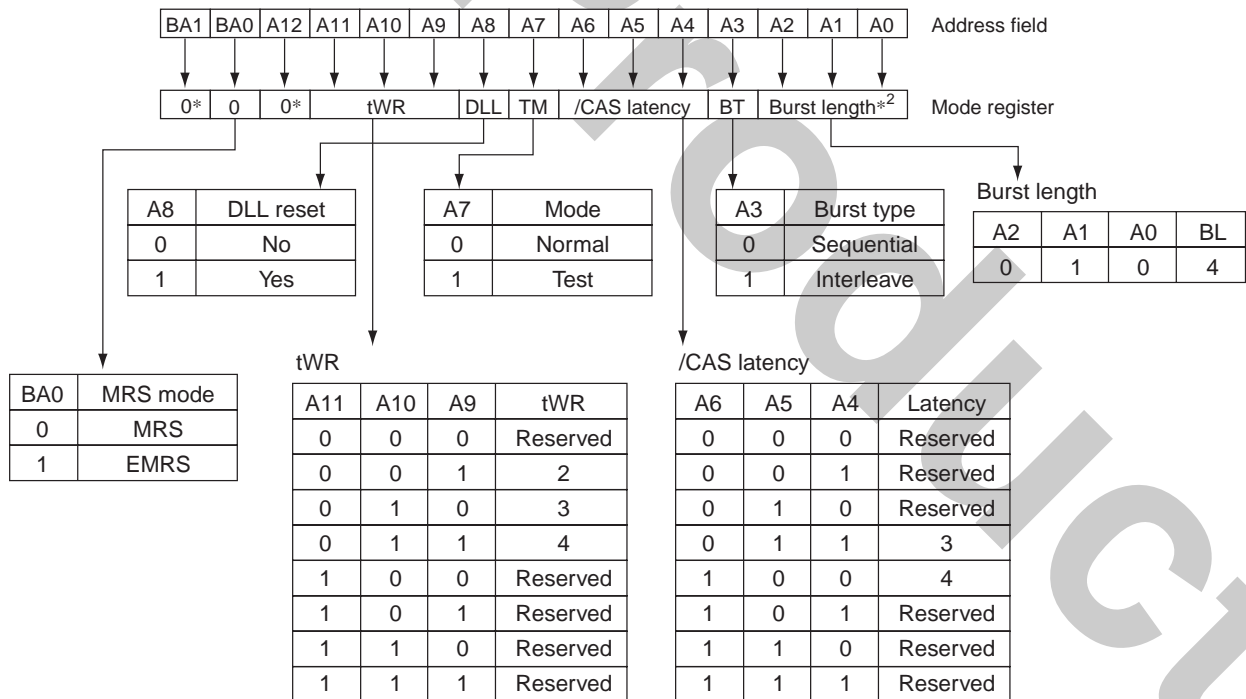 BA1 BA0 A12 A11 A10 A9 A8 A7 A6 A5 A4 A3 A2 A1 A0 Address field
0* 0 0* tWR DLL TM /CAS latency BT Burst length*2 Mode register
A8 DLL reset
0 No
1 Yes
A7 Mode
0 Normal
1 Test
A3 Burst type
0 Sequential
1 Interleave
Burst length
A2 A1 A0 BL
0 1 0 4
BA0 MRS mode
0 MRS
1 EMRS
tWR
A11 A10 A9 tWR
0 0 0 Reserved
0 0 1 2
0 1 0 3
0 1 1 4
1 0 0 Reserved
1 0 1 Reserved
1 1 0 Reserved
1 1 1 Reserved
/CAS latency
A6 A5 A4 Latency
0 0 0 Reserved
0 0 1 Reserved
0 1 0 Reserved
0 1 1 3
1 0 0 4
1 0 1 Reserved
1 1 0 Reserved
1 1 1 Reserved
roduct